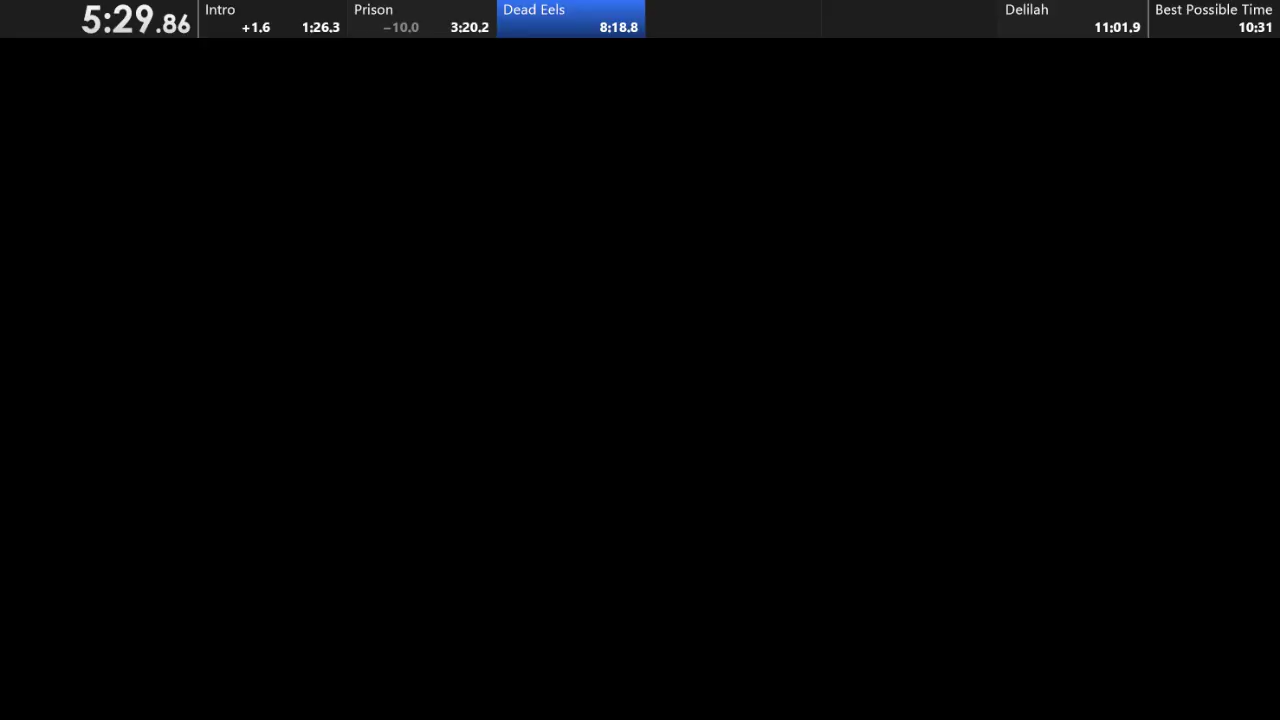 5:29.86
Intro
+1.6 1:26.3
Prison
−10.0 3:20.2
Dead Eels
8:18.8
Delilah
11:01.9
Best Possible Time
10:31